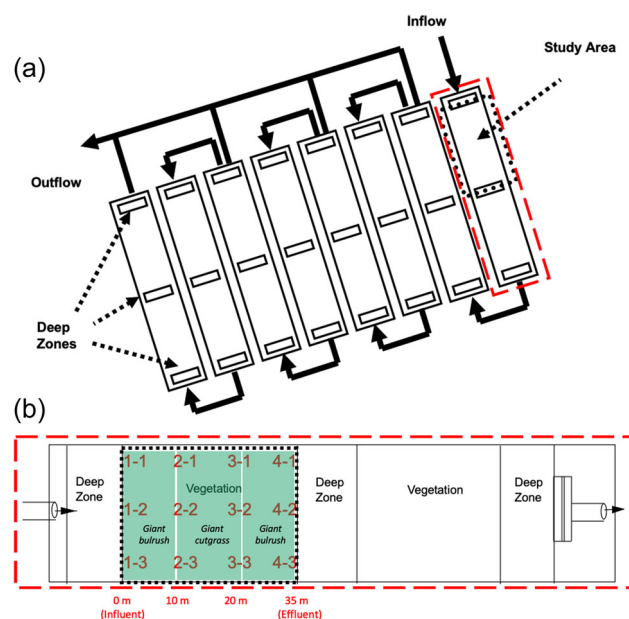 (a)
Inflow
Study Area
Outflow
Deep
Zones
(b)
Deep
Zone
1-1 2-1 3-1 4-1
Vegetation
1-2 2-2 3-2 4-2
Giant
bulrush
Giant
cutgrass
Giant
bulrush
1-3 2-3 3-3 4-3
Deep
Zone
Vegetation
Deep
Zone
0 m
(Influent)
10 m
20 m
35 m
(Effluent)